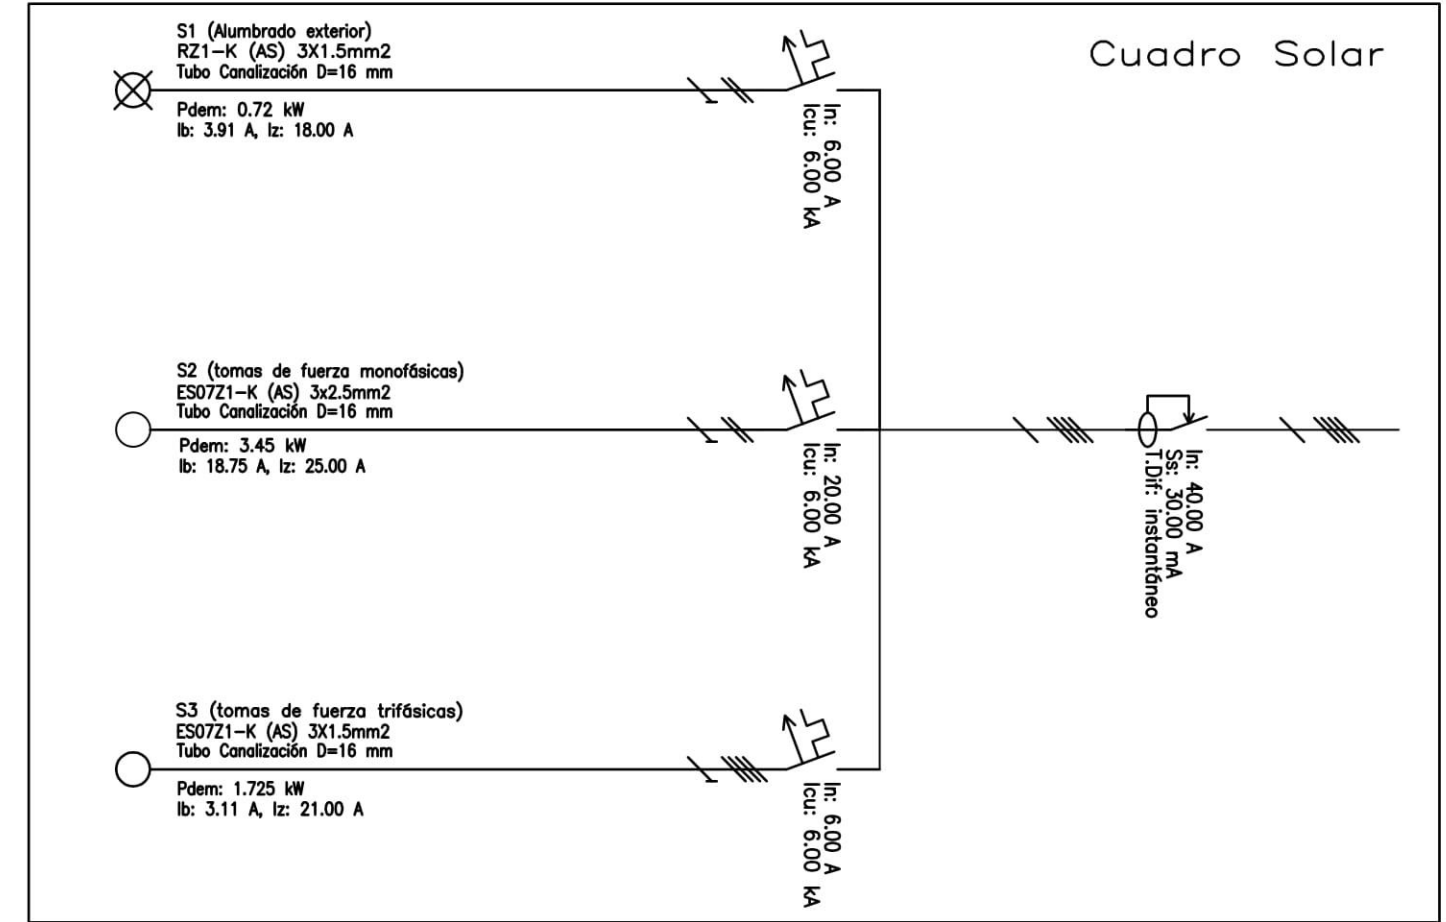 Cuadro Solar
S1 (Alumbrado exterior)
RZ1-K (AS) 3X1.5mm2
Tubo Canalización D=16 mm
Pdem: 0.72 kW
Ib: 3.91 A, Iz: 18.00 A
In: 6.00 A
Icu: 6.00 kA
S2 (tomas de fuerza monofásicas)
ES07Z1-K (AS) 3x2.5mm2
Tubo Canalización D=16 mm
Pdem: 3.45 kW
Ib: 18.75 A, Iz: 25.00 A
In: 20.00 A
Icu: 6.00 kA
In: 40.00 A
Ss: 30.00 mA
T.Dif: instantáneo
S3 (tomas de fuerza trifásicas)
ES07Z1-K (AS) 3X1.5mm2
Tubo Canalización D=16 mm
Pdem: 1.725 kW
Ib: 3.11 A, Iz: 21.00 A
In: 6.00 A
Icu: 6.00 kA